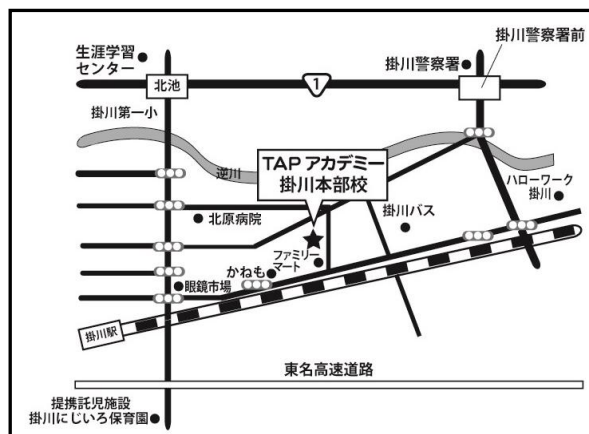 生涯学習
センター
掛川警察署
掛川警察署前
北池
1
掛川第一小
逆川
TAP アカデミー
掛川本部校
ハローワーク
掛川
北原病院
掛川バス
ファミリー
マート
かねも
眼鏡市場
掛川駅
東名高速道路
提携託児施設
掛川にじいろ保育園